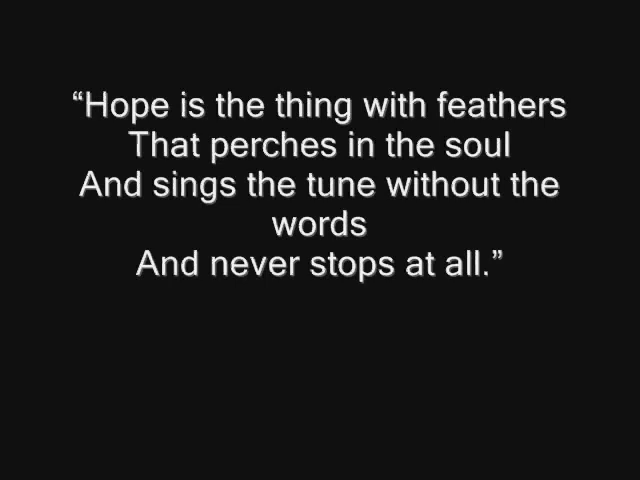 “Hope is the thing with feathers
That perches in the soul
And sings the tune without the
words
And never stops at all.”